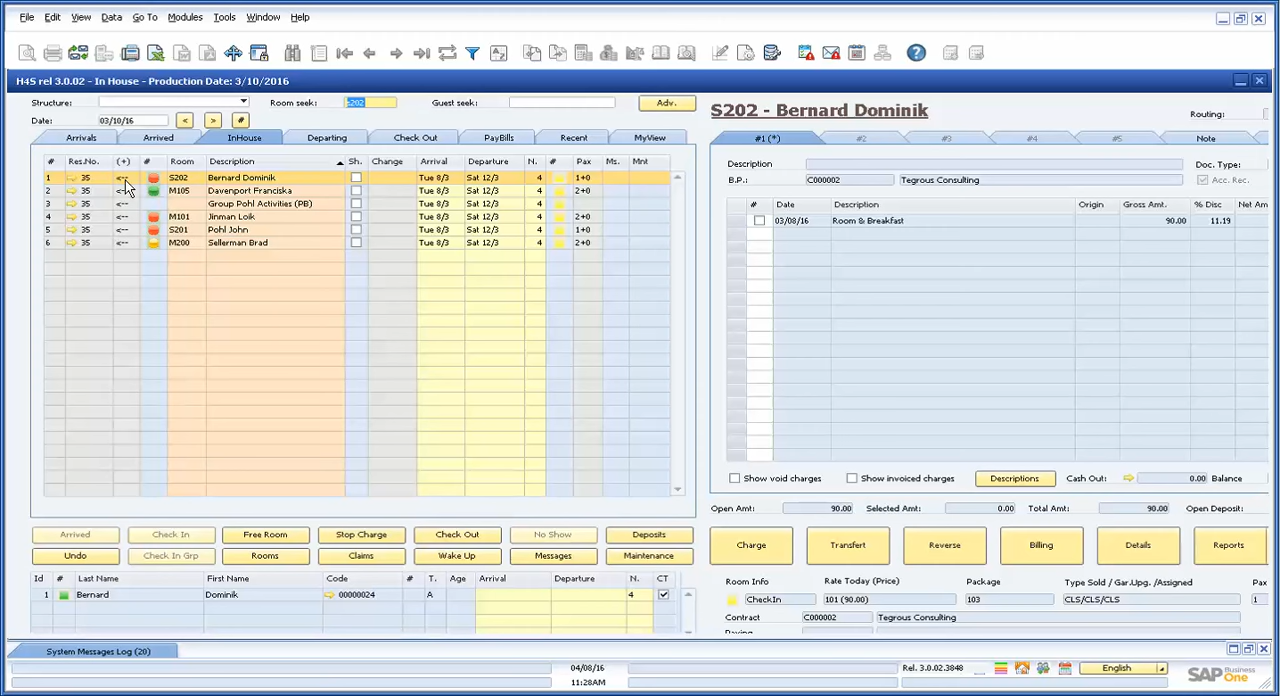 File Edit View Data Go To Modules Tools Window Help
H4S rel 3.0.02 - In House - Production Date: 3/10/2016
Structure: Room seek: s202 Guest seek: Adv.
Date: 03/10/16 < > #
Arrivals Arrived InHouse Departing Check Out PayBills Recent MyView
# Res.No. (+) # Room Description Sh. Change Arrival Departure N. # Pax Ms. Mnt
1 35 <-- S202 Bernard Dominik Tue 8/3 Sat 12/3 4 1+0
2 35 <-- M105 Davenport Franciska Tue 8/3 Sat 12/3 4 2+0
3 35 <-- Group Pohl Activities (PB) Tue 8/3 Sat 12/3 4
4 35 <-- M101 Jinman Loik Tue 8/3 Sat 12/3 4 2+0
5 35 <-- S201 Pohl John Tue 8/3 Sat 12/3 4 1+0
6 35 <-- M200 Sellerman Brad Tue 8/3 Sat 12/3 4 2+0
Arrived Check In Free Room Stop Charge Check Out No Show Deposits
Undo Check In Grp Rooms Claims Wake Up Messages Maintenance
Id # Last Name First Name Code # T. Age Arrival Departure N. CT
1 Bernard Dominik 00000024 A 4
S202 - Bernard Dominik
Routing:
#1 (*) #2 #3 #4 #5 Note
Description Doc. Type:
B.P.: C000002 Tegrous Consulting Acc. Rec.
# Date Description Origin Gross Amt. % Disc Net Am
03/08/16 Room & Breakfast 90.00 11.19
Show void charges Show invoiced charges Descriptions Cash Out: 0.00 Balance
Open Amt: 90.00 Selected Amt: 0.00 Total Amt: 90.00 Open Deposit:
Charge Transfert Reverse Billing Details Reports
Room Info Rate Today (Price) Package Type Sold / Gar.Upg. /Assigned Pax
CheckIn 101 (90.00) 103 CLS/CLS/CLS 1
Contract C000002 Tegrous Consulting
System Messages Log (20)
04/08/16 Rel. 3.0.02.3848 English
11:28AM
SAP Business One